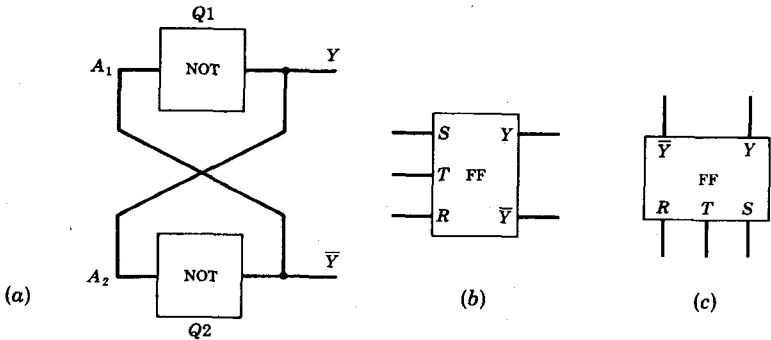 Q1
NOT
A₁
Y
NOT
A₂
Y̅
Q2
(a)
S Y
T FF
R Y̅
(b)
Y̅ Y
FF
R T S
(c)